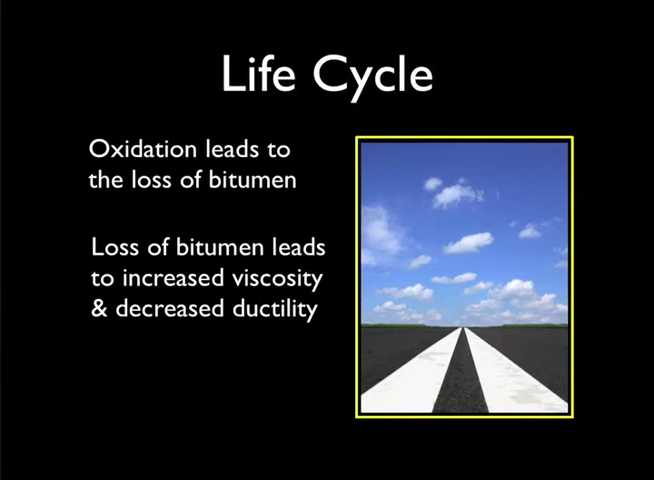 Life Cycle
Oxidation leads to
the loss of bitumen
Loss of bitumen leads
to increased viscosity
& decreased ductility